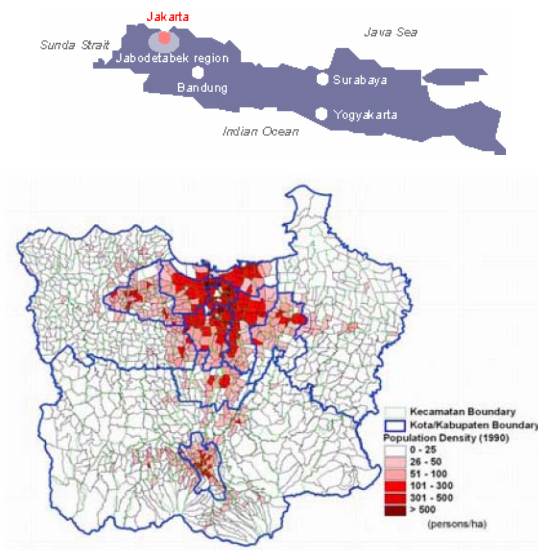 Jakarta
Sunda Strait
Java Sea
Jabodetabek region
Bandung
Surabaya
Yogyakarta
Indian Ocean
Kecamatan Boundary
Kota/Kabupaten Boundary
Population Density (1990)
0 - 25
26 - 50
51 - 100
101 - 300
301 - 500
> 500
(persons/ha)